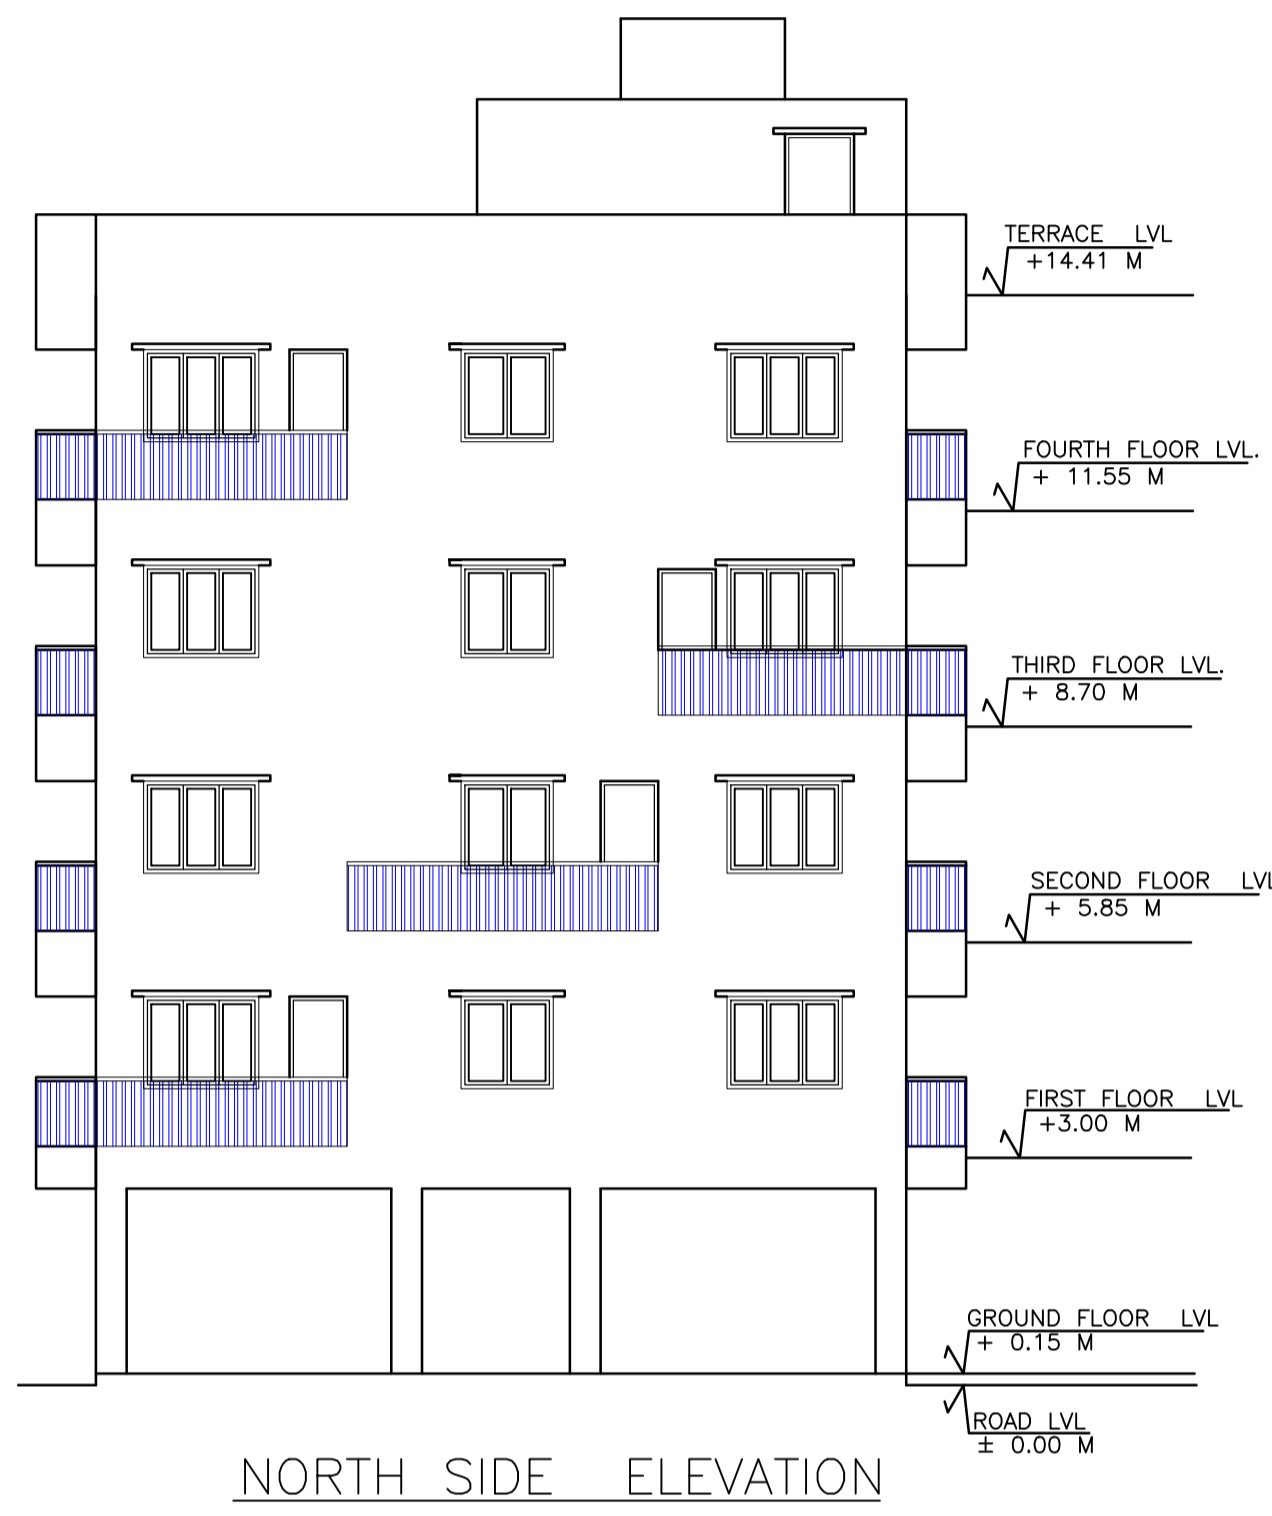 TERRACE LVL
+14.41 M
FOURTH FLOOR LVL.
+ 11.55 M
THIRD FLOOR LVL.
+ 8.70 M
SECOND FLOOR LVL
+ 5.85 M
FIRST FLOOR LVL
+3.00 M
GROUND FLOOR LVL
+ 0.15 M
ROAD LVL
± 0.00 M
NORTH SIDE ELEVATION